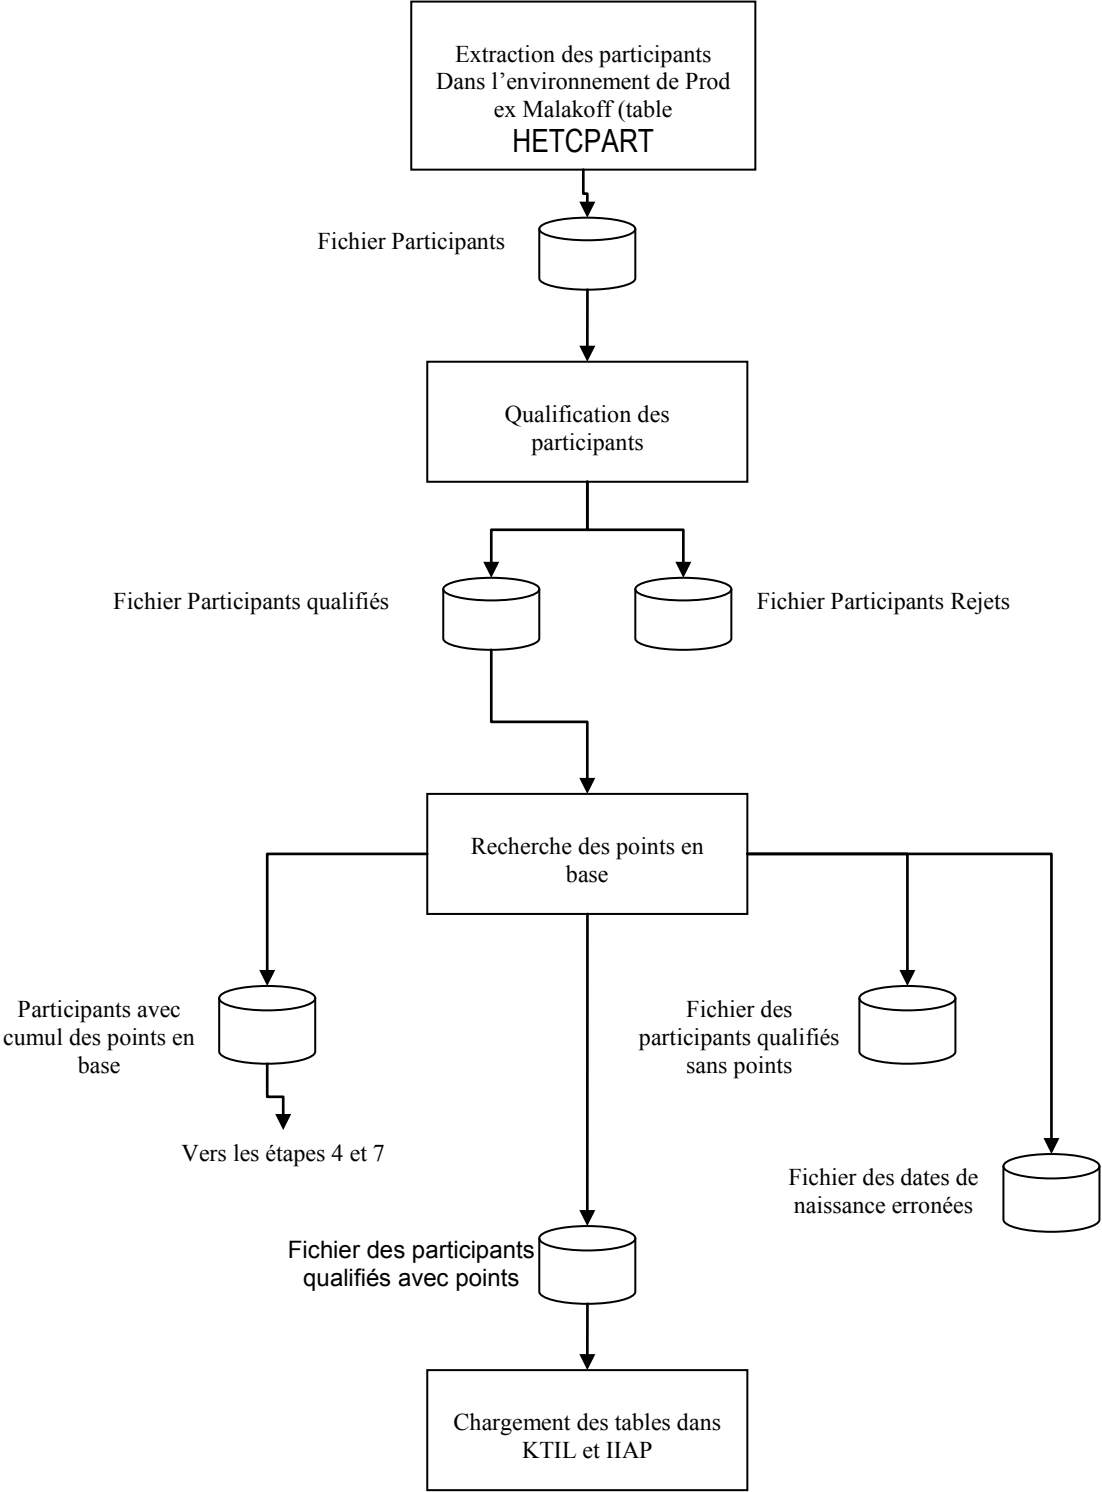 Extraction des participants
Dans l’environnement de Prod
ex Malakoff (table
HETCPART
Fichier Participants
Qualification des
participants
Fichier Participants qualifiés
Fichier Participants Rejets
Recherche des points en
base
Participants avec
cumul des points en
base
Fichier des
participants qualifiés
sans points
Vers les étapes 4 et 7
Fichier des dates de
naissance erronées
Fichier des participants
qualifiés avec points
Chargement des tables dans
KTIL et IIAP